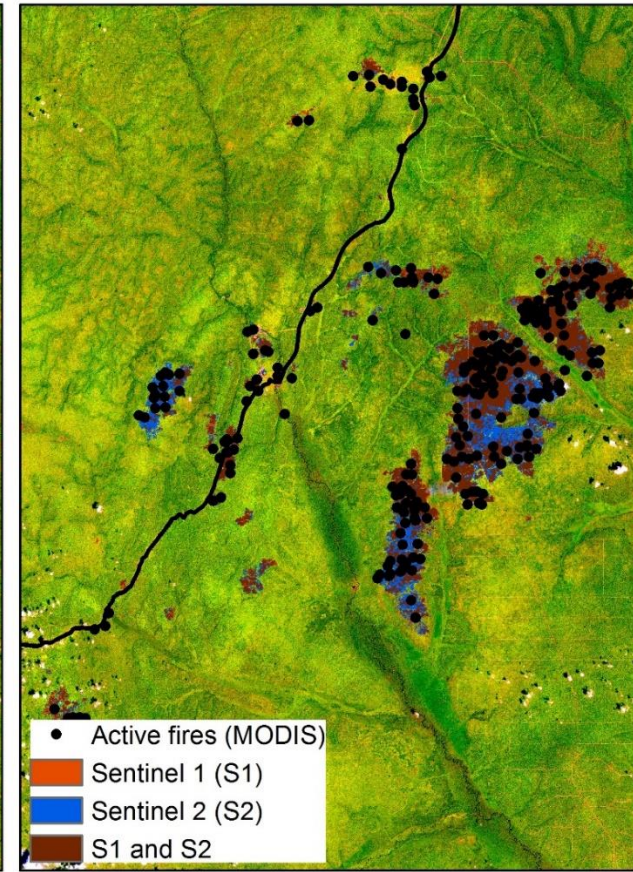 Active fires (MODIS)
Sentinel 1 (S1)
Sentinel 2 (S2)
S1 and S2